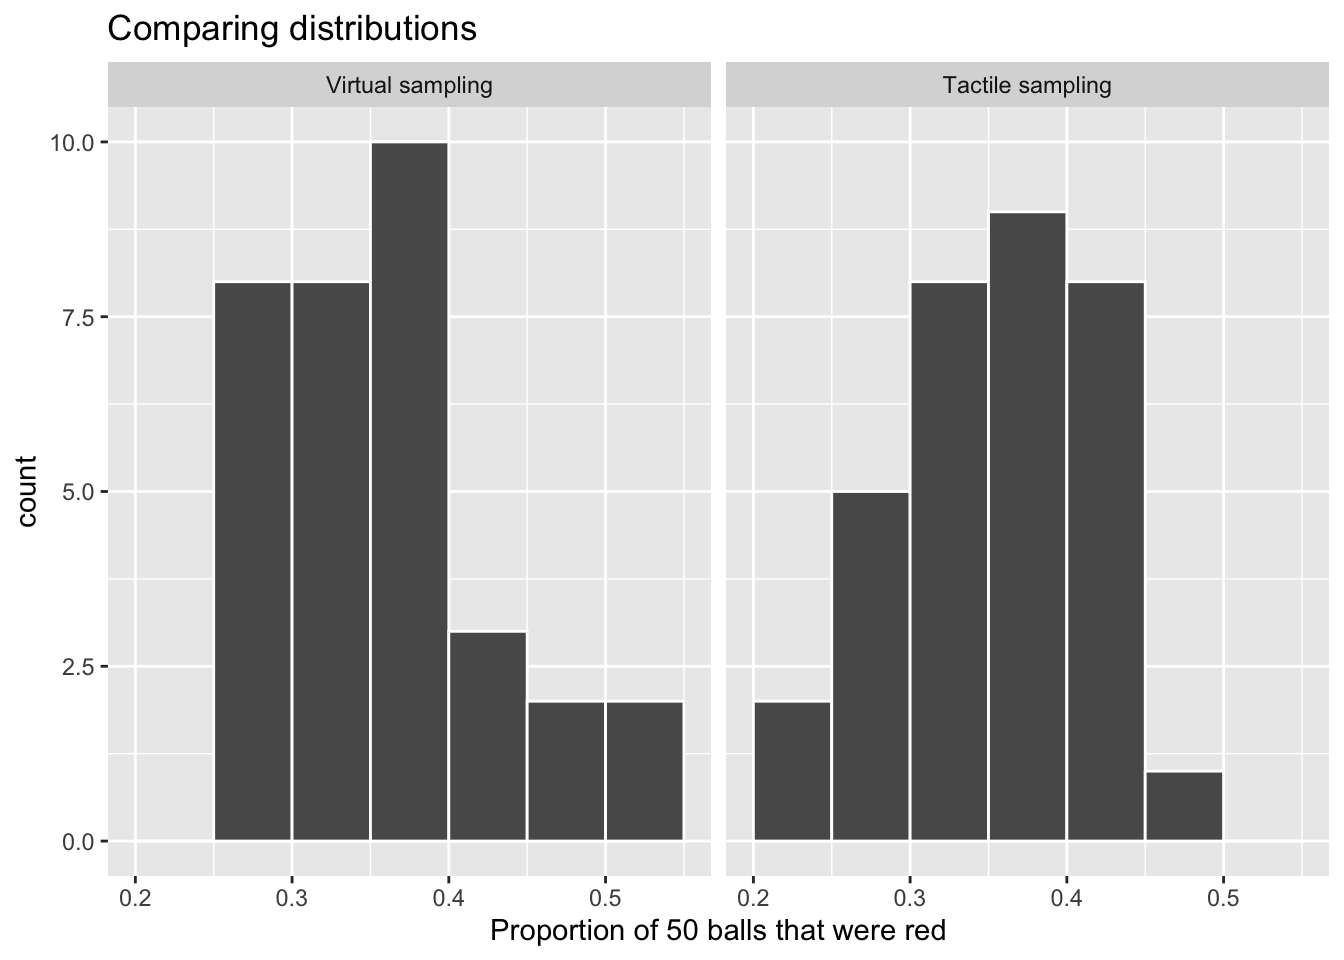 Comparing distributions
Virtual sampling
Tactile sampling
10.0
7.5
5.0
2.5
0.0
count
0.2 0.3 0.4 0.5
0.2 0.3 0.4 0.5
Proportion of 50 balls that were red